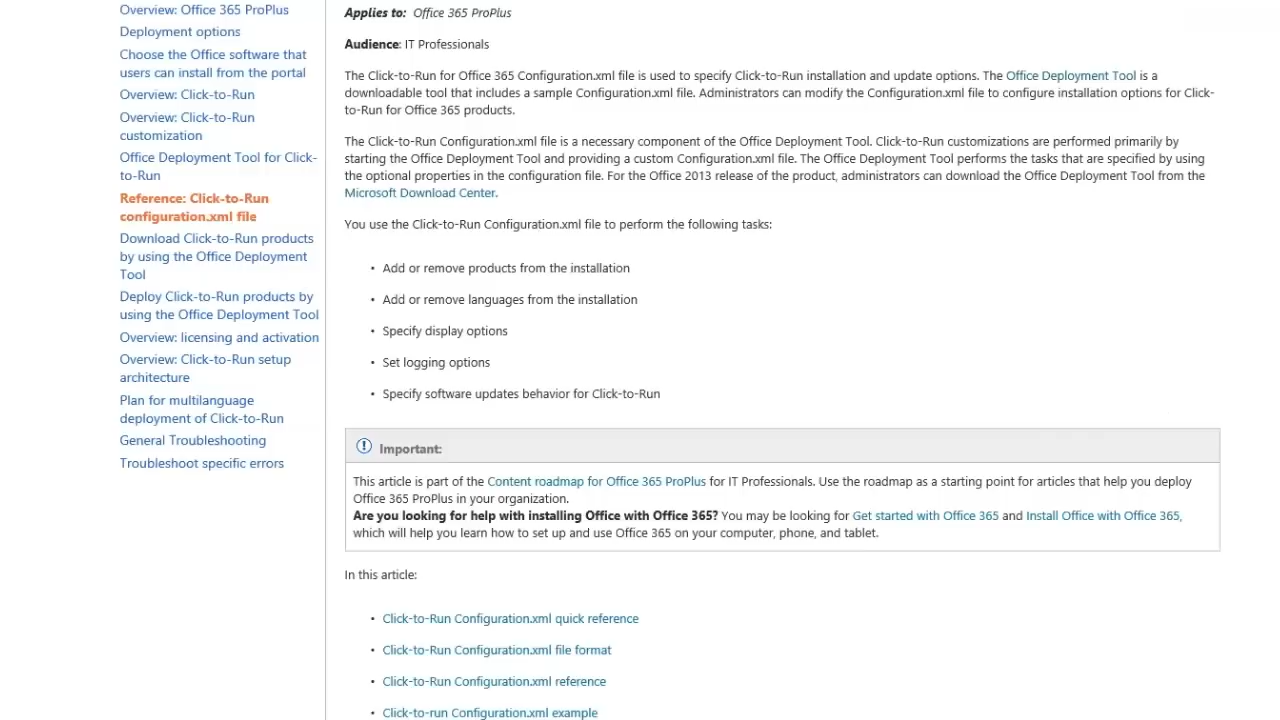 Overview: Office 365 ProPlus
Deployment options
Choose the Office software that
users can install from the portal
Overview: Click-to-Run
Overview: Click-to-Run
customization
Office Deployment Tool for Click-
to-Run
Reference: Click-to-Run
configuration.xml file
Download Click-to-Run products
by using the Office Deployment
Tool
Deploy Click-to-Run products by
using the Office Deployment Tool
Overview: licensing and activation
Overview: Click-to-Run setup
architecture
Plan for multilanguage
deployment of Click-to-Run
General Troubleshooting
Troubleshoot specific errors
Applies to: Office 365 ProPlus
Audience: IT Professionals
The Click-to-Run for Office 365 Configuration.xml file is used to specify Click-to-Run installation and update options. The Office Deployment Tool is a
downloadable tool that includes a sample Configuration.xml file. Administrators can modify the Configuration.xml file to configure installation options for Click-
to-Run for Office 365 products.
The Click-to-Run Configuration.xml file is a necessary component of the Office Deployment Tool. Click-to-Run customizations are performed primarily by
starting the Office Deployment Tool and providing a custom Configuration.xml file. The Office Deployment Tool performs the tasks that are specified by using
the optional properties in the configuration file. For the Office 2013 release of the product, administrators can download the Office Deployment Tool from the
Microsoft Download Center.
You use the Click-to-Run Configuration.xml file to perform the following tasks:
• Add or remove products from the installation
• Add or remove languages from the installation
• Specify display options
• Set logging options
• Specify software updates behavior for Click-to-Run
Important:
This article is part of the Content roadmap for Office 365 ProPlus for IT Professionals. Use the roadmap as a starting point for articles that help you deploy
Office 365 ProPlus in your organization.
Are you looking for help with installing Office with Office 365? You may be looking for Get started with Office 365 and Install Office with Office 365,
which will help you learn how to set up and use Office 365 on your computer, phone, and tablet.
In this article:
• Click-to-Run Configuration.xml quick reference
• Click-to-Run Configuration.xml file format
• Click-to-Run Configuration.xml reference
• Click-to-run Configuration.xml example